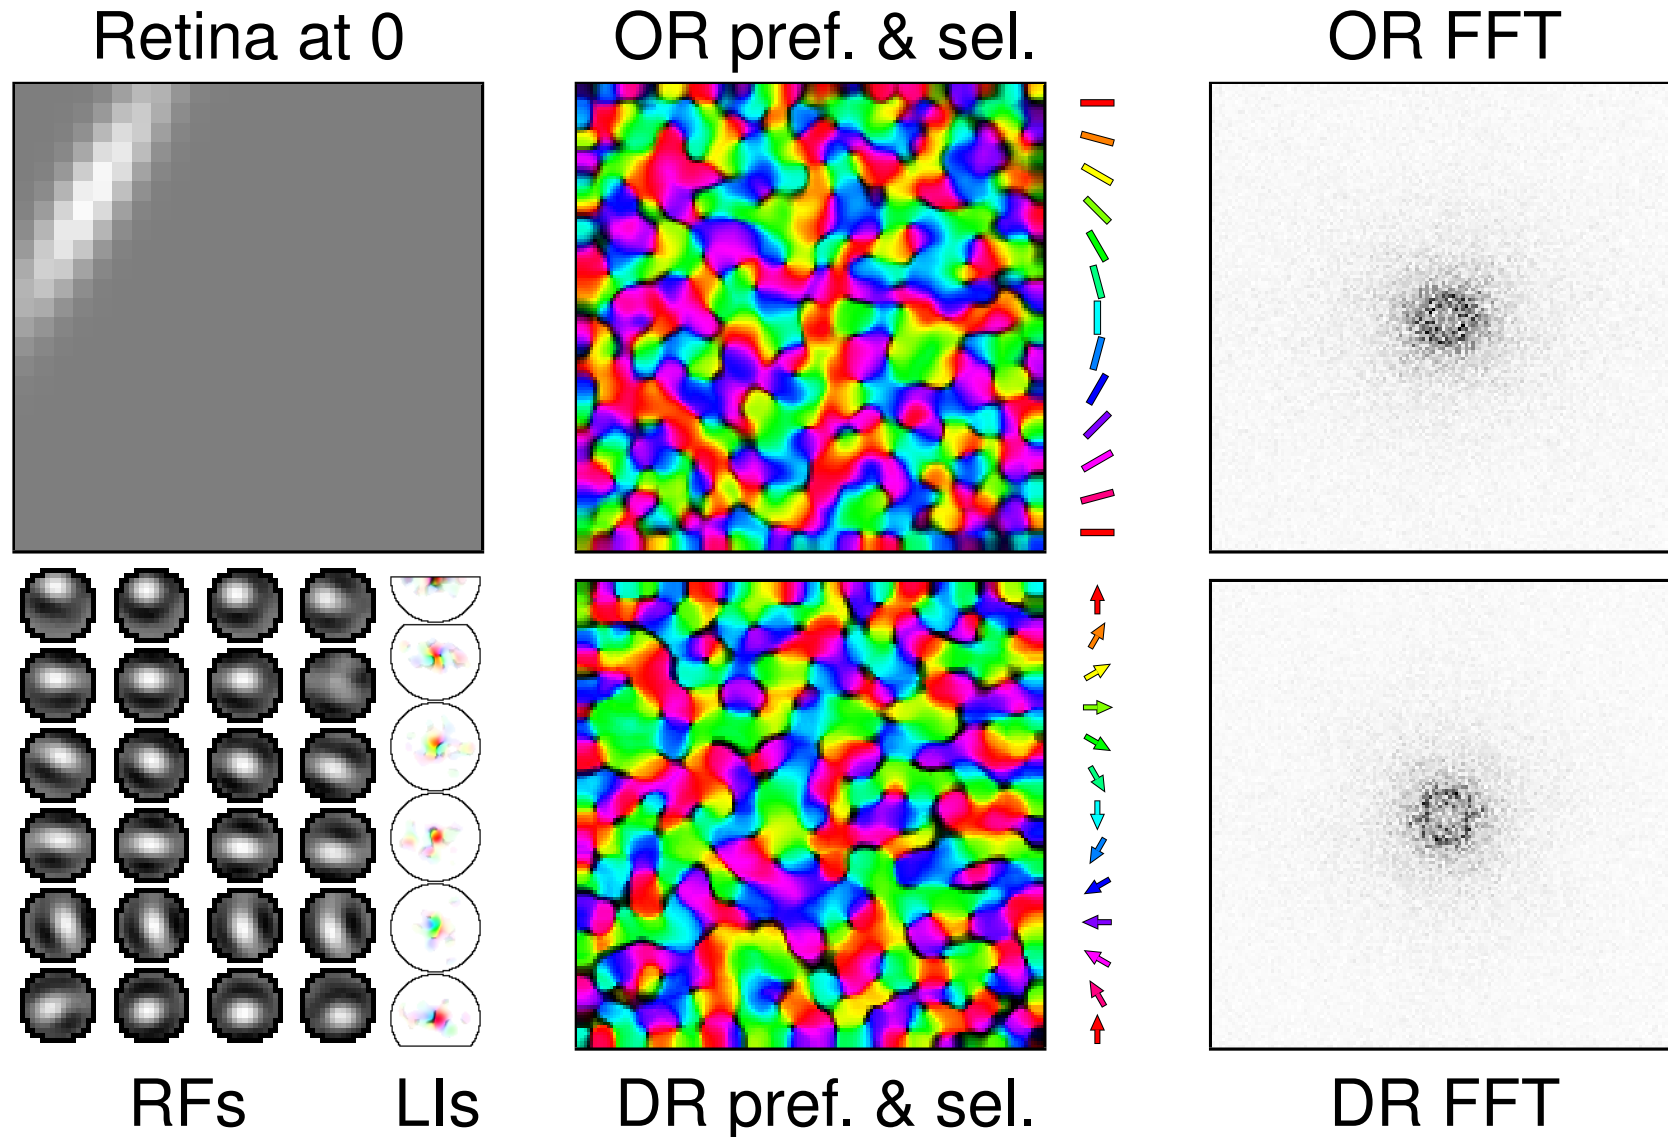 Retina at 0
OR pref. & sel.
OR FFT
RFs
LIs
DR pref. & sel.
DR FFT